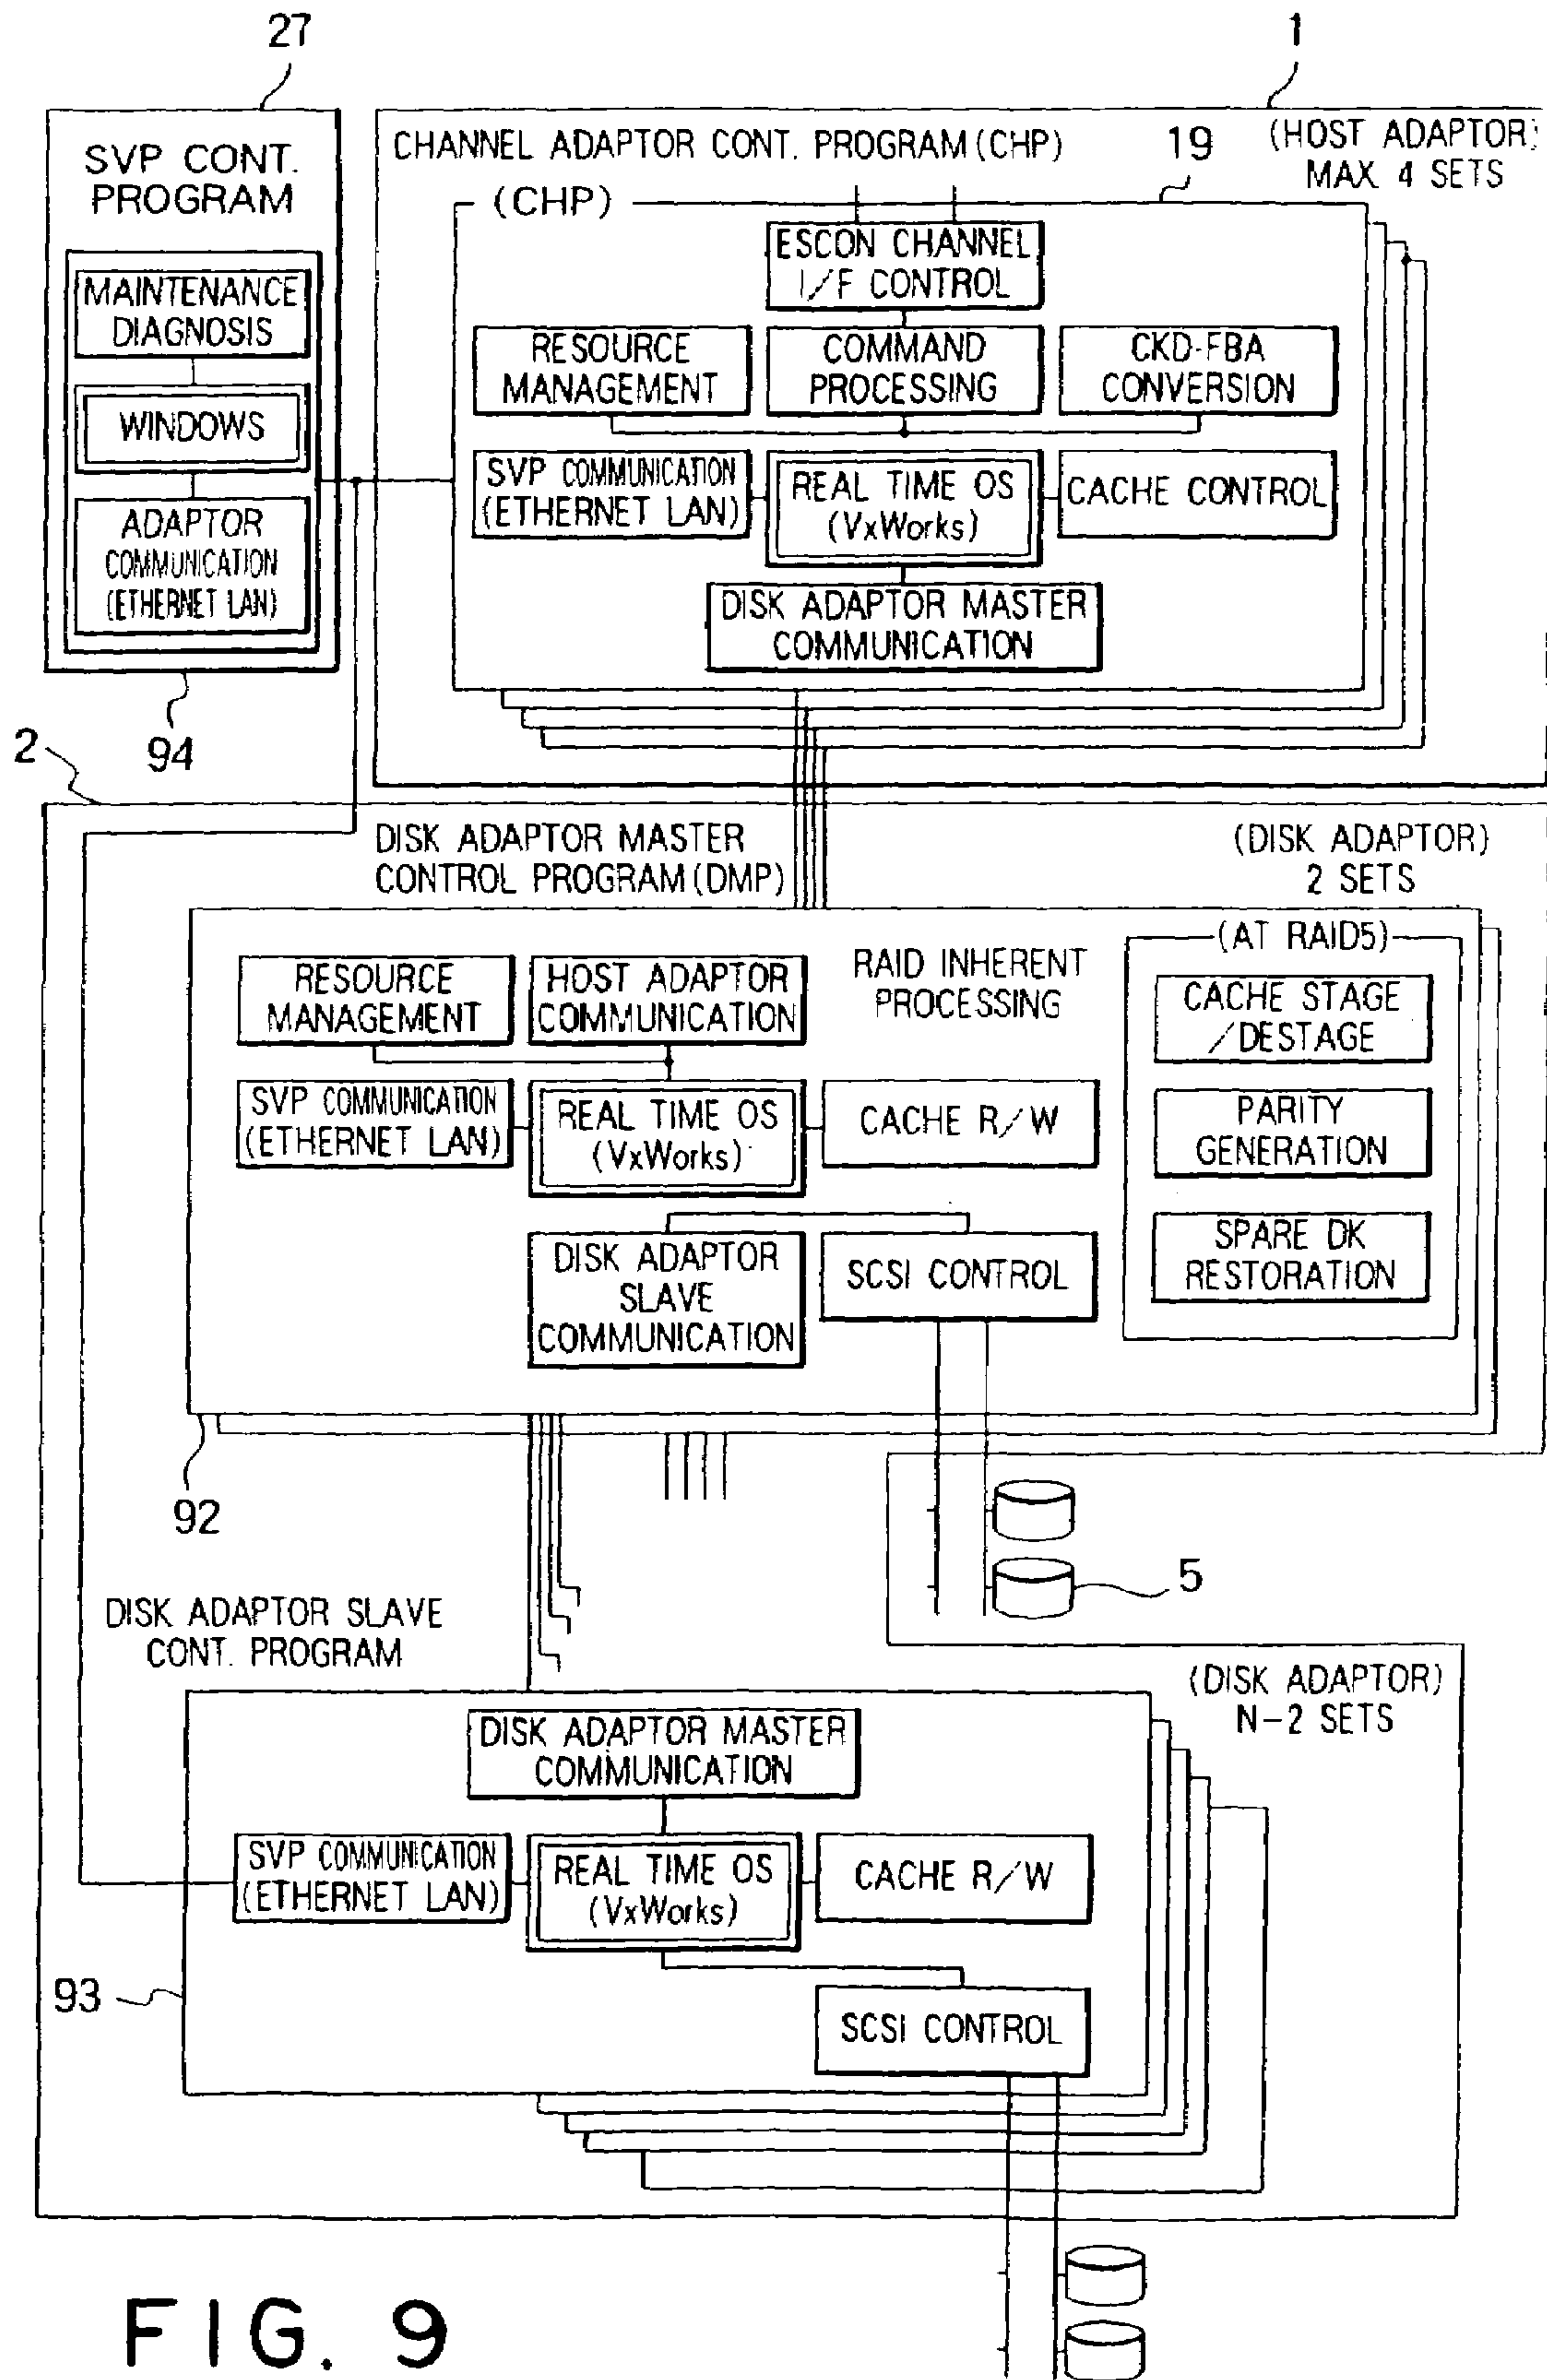 27
1
SVP CONT.
PROGRAM
MAINTENANCE
DIAGNOSIS
WINDOWS
ADAPTOR
COMMUNICATION
(ETHERNET LAN)
94
CHANNEL ADAPTOR CONT. PROGRAM (CHP)
19
(HOST ADAPTOR)
MAX. 4 SETS
(CHP)
ESCON CHANNEL
I/F CONTROL
RESOURCE
MANAGEMENT
COMMAND
PROCESSING
CKD-FBA
CONVERSION
SVP COMMUNICATION
(ETHERNET LAN)
REAL TIME OS
(VxWorks)
CACHE CONTROL
DISK ADAPTOR MASTER
COMMUNICATION
2
DISK ADAPTOR MASTER
CONTROL PROGRAM (DMP)
(DISK ADAPTOR)
2 SETS
RESOURCE
MANAGEMENT
HOST ADAPTOR
COMMUNICATION
RAID INHERENT
PROCESSING
(AT RAID5)
CACHE STAGE
/DESTAGE
PARITY
GENERATION
SPARE DK
RESTORATION
SVP COMMUNICATION
(ETHERNET LAN)
REAL TIME OS
(VxWorks)
CACHE R/W
DISK ADAPTOR
SLAVE
COMMUNICATION
SCSI CONTROL
92
5
DISK ADAPTOR SLAVE
CONT. PROGRAM
(DISK ADAPTOR)
N-2 SETS
DISK ADAPTOR MASTER
COMMUNICATION
SVP COMMUNICATION
(ETHERNET LAN)
REAL TIME OS
(VxWorks)
CACHE R/W
93
SCSI CONTROL
FIG. 9